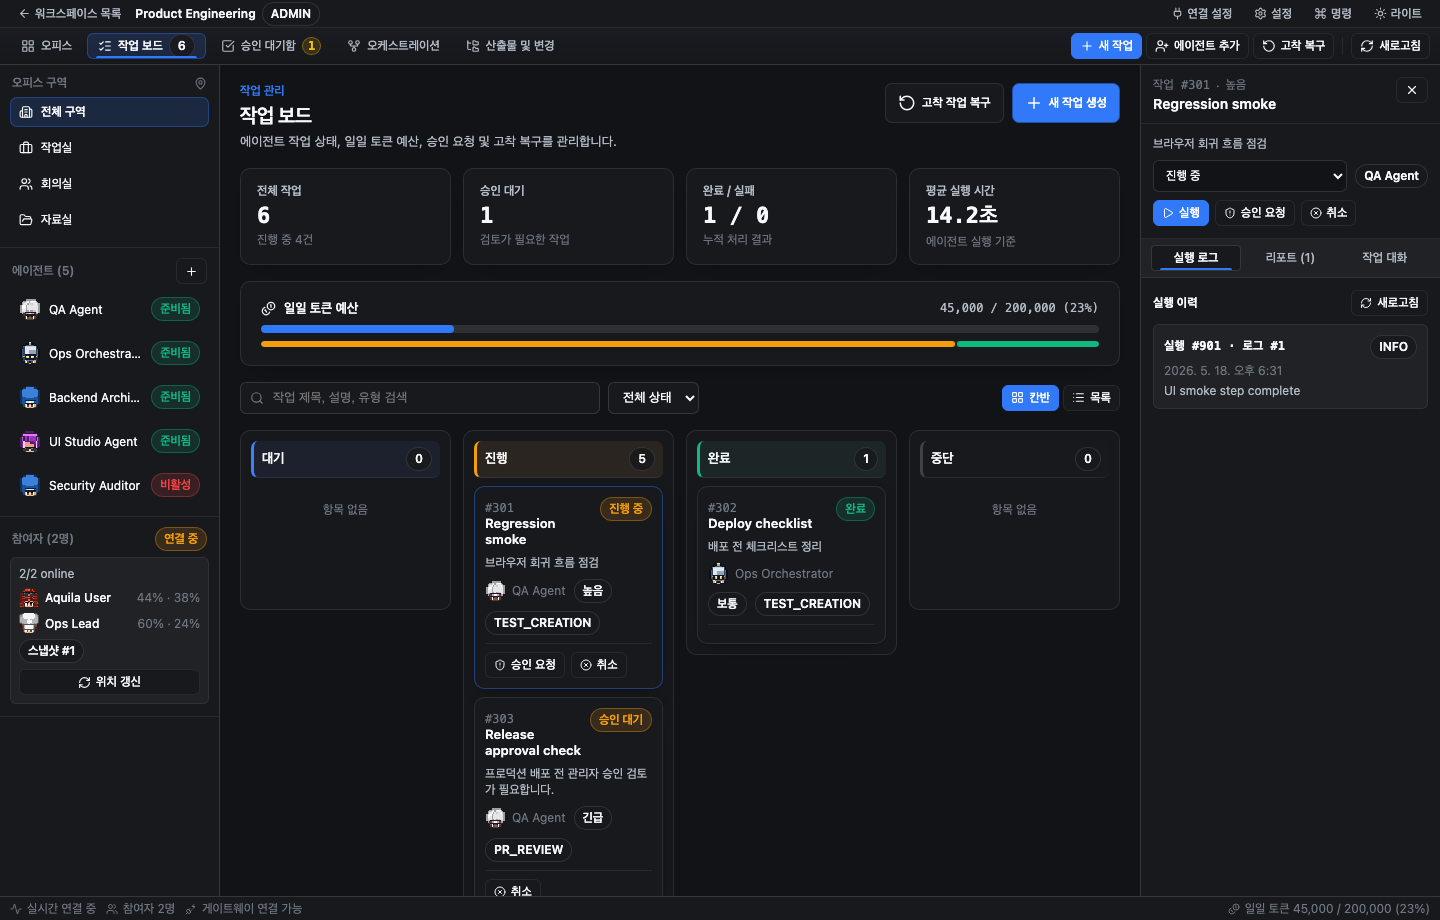 워크스페이스 목록 Product Engineering ADMIN 연결 설정 설정 명령 라이트
오피스 작업 보드 6 승인 대기함 1 오케스트레이션 산출물 및 변경 새 작업 에이전트 추가 고착 복구 새로고침
오피스 구역
전체 구역
작업실
회의실
자료실
에이전트 (5)
QA Agent 준비됨
Ops Orchestra... 준비됨
Backend Archi... 준비됨
UI Studio Agent 준비됨
Security Auditor 비활성
참여자 (2명) 연결 중
2/2 online
Aquila User 44% · 38%
Ops Lead 60% · 24%
스냅샷 #1
위치 갱신
작업 관리
작업 보드
에이전트 작업 상태, 일일 토큰 예산, 승인 요청 및 고착 복구를 관리합니다.
고착 작업 복구 새 작업 생성
전체 작업
6
진행 중 4건
승인 대기
1
검토가 필요한 작업
완료 / 실패
1 / 0
누적 처리 결과
평균 실행 시간
14.2초
에이전트 실행 기준
일일 토큰 예산 45,000 / 200,000 (23%)
작업 제목, 설명, 유형 검색 전체 상태 칸반 목록
대기 0
항목 없음
진행 5
#301 진행 중
Regression
smoke
브라우저 회귀 흐름 점검
QA Agent 높음
TEST_CREATION
승인 요청 취소
#303 승인 대기
Release
approval check
프로덕션 배포 전 관리자 승인 검토
가 필요합니다.
QA Agent 긴급
PR_REVIEW
취소
완료 1
#302 완료
Deploy checklist
배포 전 체크리스트 정리
Ops Orchestrator
보통 TEST_CREATION
중단 0
항목 없음
작업 #301 · 높음
Regression smoke
브라우저 회귀 흐름 점검
진행 중 QA Agent
실행 승인 요청 취소
실행 로그 리포트 (1) 작업 대화
실행 이력 새로고침
실행 #901 · 로그 #1 INFO
2026. 5. 18. 오후 6:31
UI smoke step complete
실시간 연결 중 참여자 2명 게이트웨이 연결 가능 일일 토큰 45,000 / 200,000 (23%)